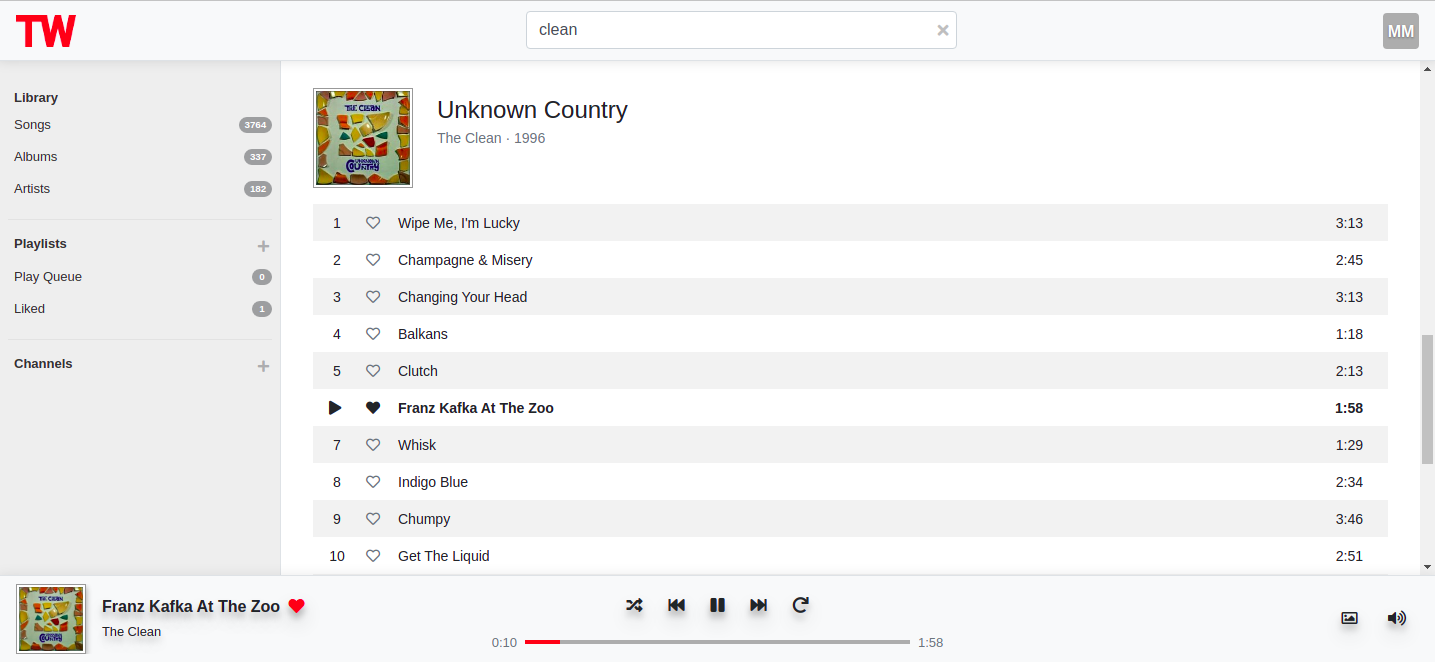 TW
clean
MM
Library
Songs 3764
Albums 337
Artists 182
Playlists
Play Queue 0
Liked 1
Channels
THE CLEAN
UNKNOWN
COUNTRY
Unknown Country
The Clean · 1996
1 Wipe Me, I'm Lucky 3:13
2 Champagne & Misery 2:45
3 Changing Your Head 3:13
4 Balkans 1:18
5 Clutch 2:13
Franz Kafka At The Zoo 1:58
7 Whisk 1:29
8 Indigo Blue 2:34
9 Chumpy 3:46
10 Get The Liquid 2:51
THE CLEAN
UNKNOWN
COUNTRY
Franz Kafka At The Zoo
The Clean
0:10 1:58